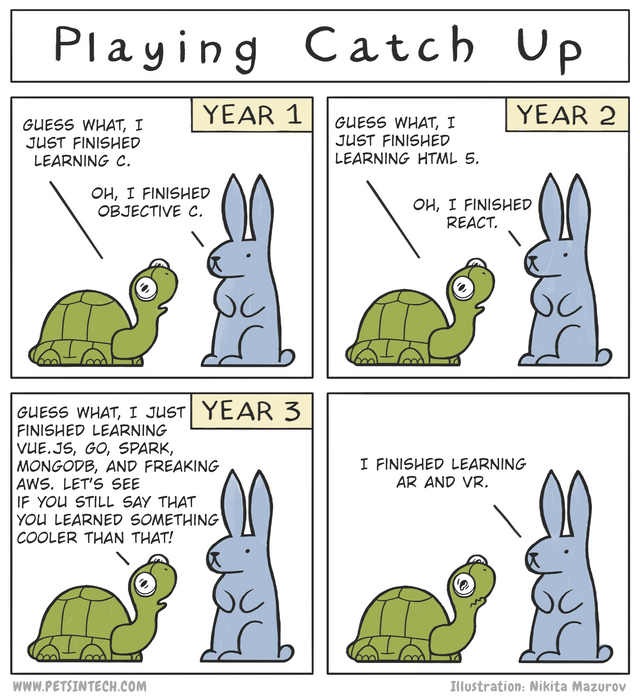 Playing Catch Up
YEAR 1
GUESS WHAT, I
JUST FINISHED
LEARNING C.
OH, I FINISHED
OBJECTIVE C.
YEAR 2
GUESS WHAT, I
JUST FINISHED
LEARNING HTML 5.
OH, I FINISHED
REACT.
YEAR 3
GUESS WHAT, I JUST
FINISHED LEARNING
VUE.JS, GO, SPARK,
MONGODB, AND FREAKING
AWS. LET'S SEE
IF YOU STILL SAY THAT
YOU LEARNED SOMETHING
COOLER THAN THAT!
I FINISHED LEARNING
AR AND VR.
WWW.PETSINTECH.COM
Illustration: Nikita Mazurov